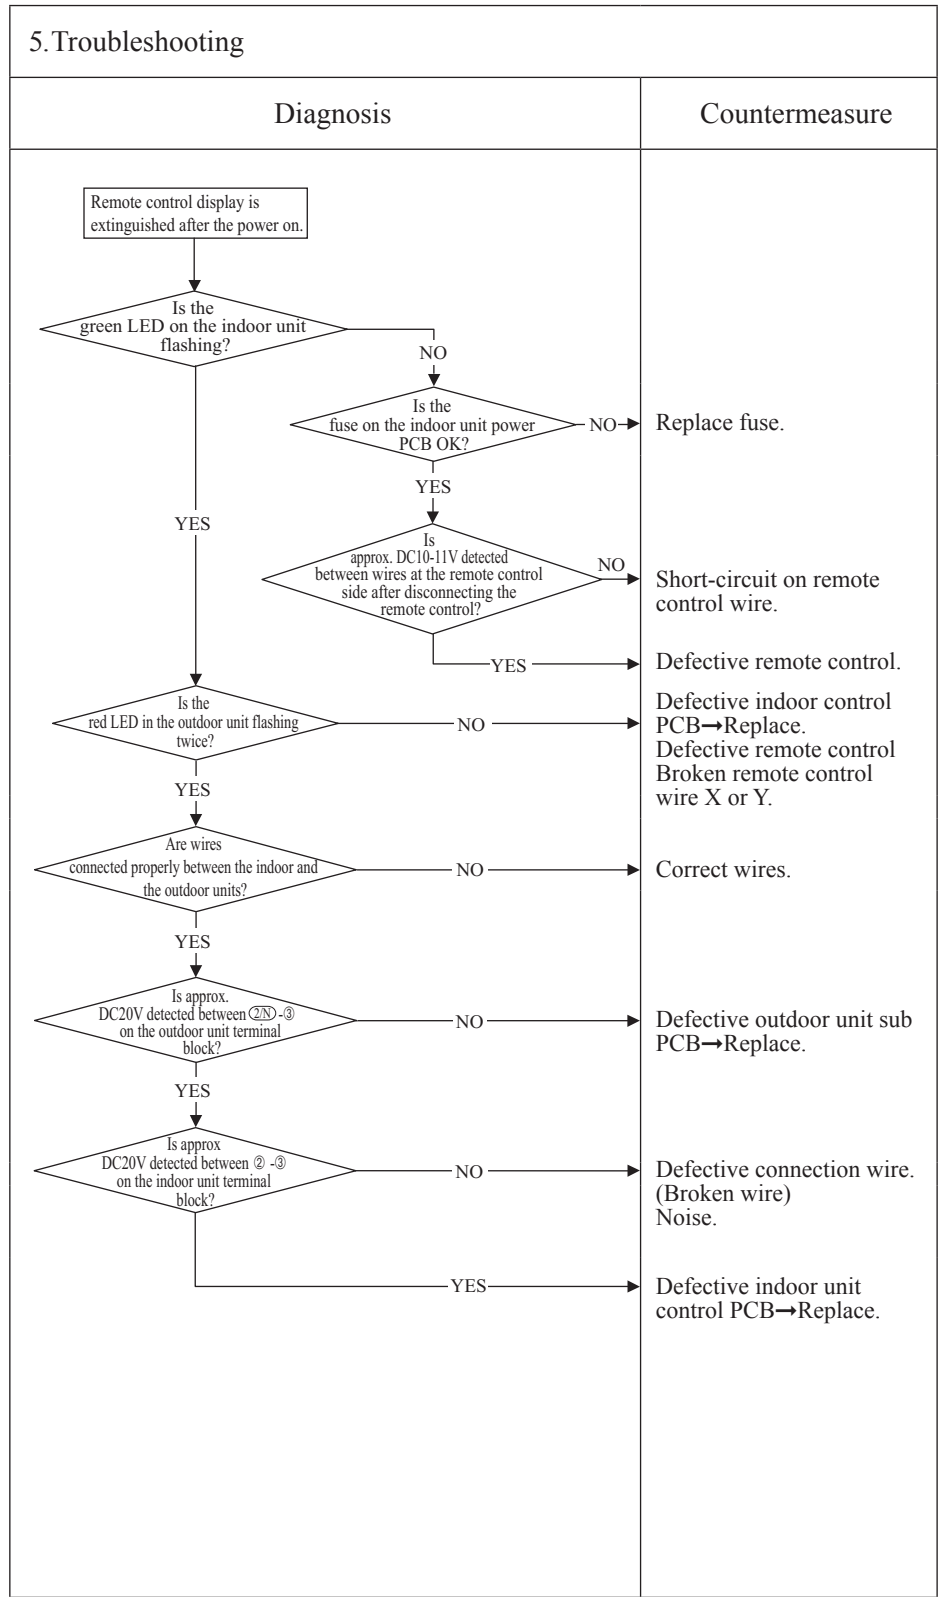 5.Troubleshooting
Diagnosis
Countermeasure
Remote control display is
extinguished after the power on.
Is the
green LED on the indoor unit
flashing?
NO
Is the
fuse on the indoor unit power
PCB OK?
NO
Replace fuse.
YES
YES
Is
approx. DC10-11V detected
between wires at the remote control
side after disconnecting the
remote control?
NO
Short-circuit on remote
control wire.
YES
Defective remote control.
Is the
red LED in the outdoor unit flashing
twice?
NO
Defective indoor control
PCB→Replace.
Defective remote control
Broken remote control
wire X or Y.
YES
Are wires
connected properly between the indoor and
the outdoor units?
NO
Correct wires.
YES
Is approx.
DC20V detected between 2/N -③
on the outdoor unit terminal
block?
NO
Defective outdoor unit sub
PCB→Replace.
YES
Is approx
DC20V detected between ② -③
on the indoor unit terminal
block?
NO
Defective connection wire.
(Broken wire)
Noise.
YES
Defective indoor unit
control PCB→Replace.